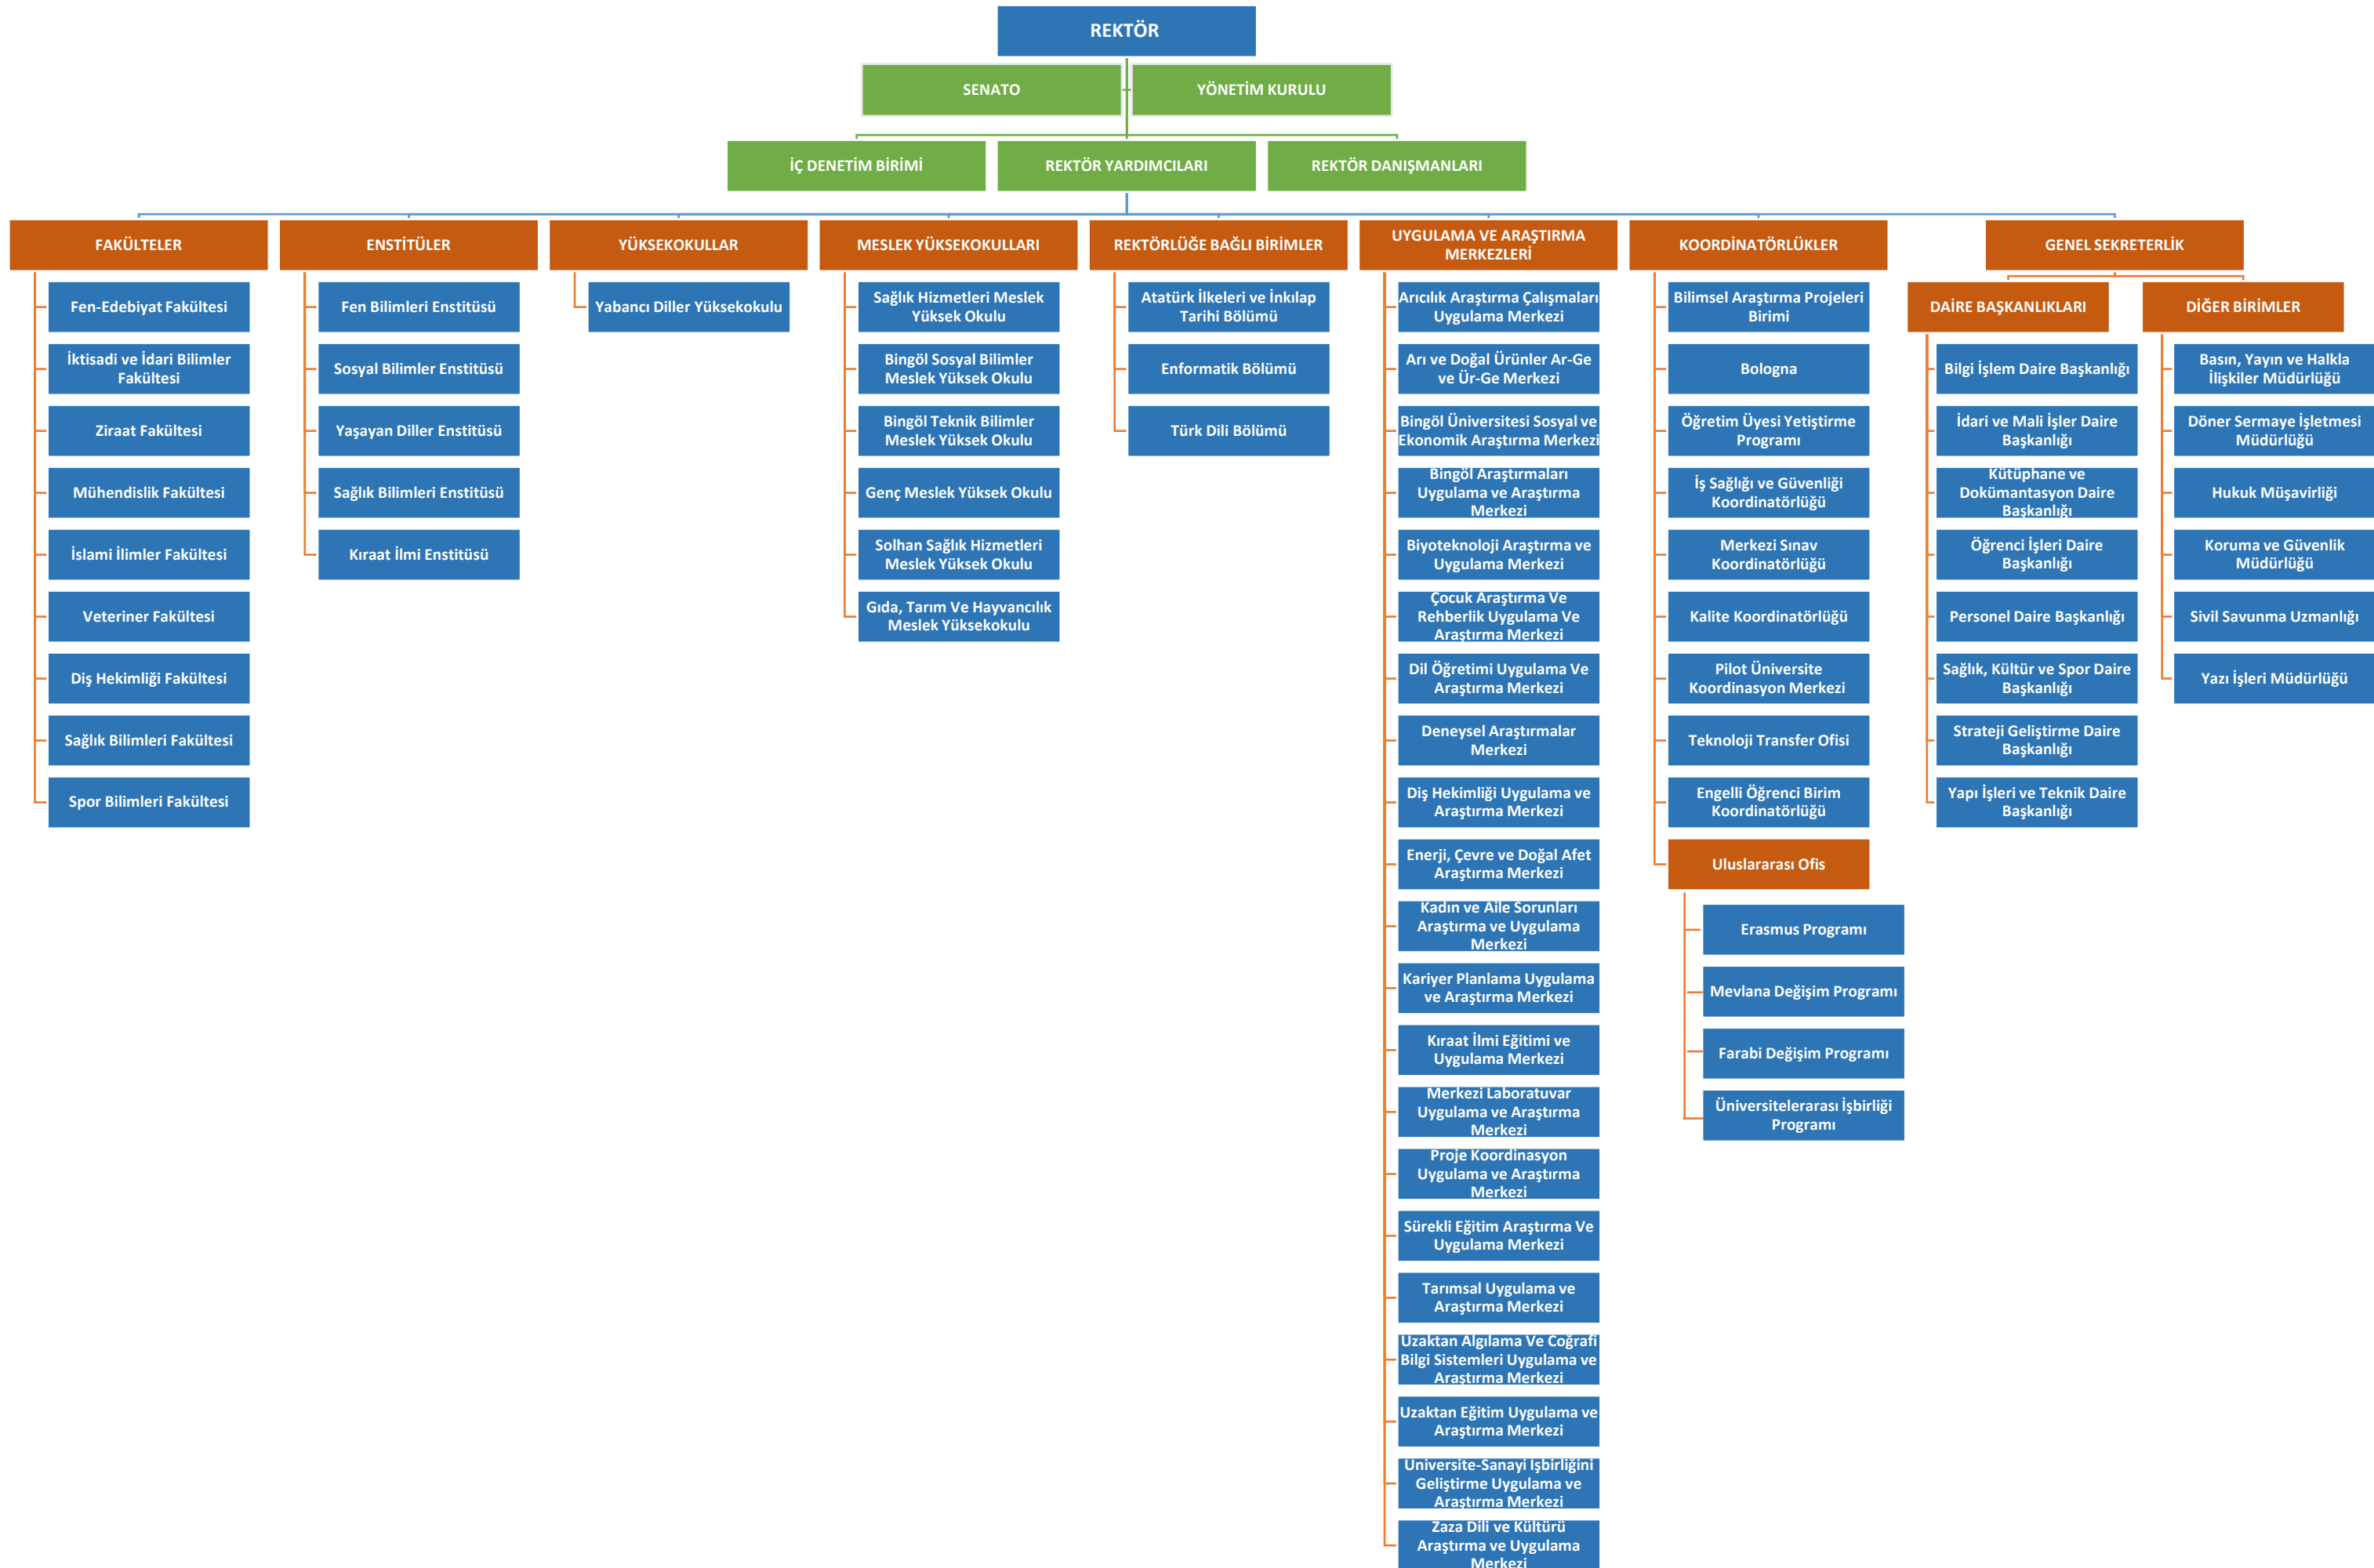 REKTÖR
SENATO
YÖNETİM KURULU
İÇ DENETİM BİRİMİ
REKTÖR YARDIMCILARI
REKTÖR DANIŞMANLARI
FAKÜLTELER
Fen-Edebiyat Fakültesi
İktisadi ve İdari Bilimler
Fakültesi
Ziraat Fakültesi
Mühendislik Fakültesi
İslami İlimler Fakültesi
Veteriner Fakültesi
Diş Hekimliği Fakültesi
Sağlık Bilimleri Fakültesi
Spor Bilimleri Fakültesi
ENSTİTÜLER
Fen Bilimleri Enstitüsü
Sosyal Bilimler Enstitüsü
Yaşayan Diller Enstitüsü
Sağlık Bilimleri Enstitüsü
Kıraat İlmi Enstitüsü
YÜKSEKOKULLAR
Yabancı Diller Yüksekokulu
MESLEK YÜKSEKOKULLARI
Sağlık Hizmetleri Meslek
Yüksek Okulu
Bingöl Sosyal Bilimler
Meslek Yüksek Okulu
Bingöl Teknik Bilimler
Meslek Yüksek Okulu
Genç Meslek Yüksek Okulu
Solhan Sağlık Hizmetleri
Meslek Yüksek Okulu
Gıda, Tarım Ve Hayvancılık
Meslek Yüksekokulu
REKTÖRLÜĞE BAĞLI BİRİMLER
Atatürk İlkeleri ve İnkılap
Tarihi Bölümü
Enformatik Bölümü
Türk Dili Bölümü
UYGULAMA VE ARAŞTIRMA
MERKEZLERİ
Arıcılık Araştırma Çalışmaları
Uygulama Merkezi
Arı ve Doğal Ürünler Ar-Ge
ve Ür-Ge Merkezi
Bingöl Üniversitesi Sosyal ve
Ekonomik Araştırma Merkezi
Bingöl Araştırmaları
Uygulama ve Araştırma
Merkezi
Biyoteknoloji Araştırma ve
Uygulama Merkezi
Çocuk Araştırma Ve
Rehberlik Uygulama Ve
Araştırma Merkezi
Dil Öğretimi Uygulama Ve
Araştırma Merkezi
Deneysel Araştırmalar
Merkezi
Diş Hekimliği Uygulama ve
Araştırma Merkezi
Enerji, Çevre ve Doğal Afet
Araştırma Merkezi
Kadın ve Aile Sorunları
Araştırma ve Uygulama
Merkezi
Kariyer Planlama Uygulama
ve Araştırma Merkezi
Kıraat İlmi Eğitimi ve
Uygulama Merkezi
Merkezi Laboratuvar
Uygulama ve Araştırma
Merkezi
Proje Koordinasyon
Uygulama ve Araştırma
Merkezi
Sürekli Eğitim Araştırma Ve
Uygulama Merkezi
Tarımsal Uygulama ve
Araştırma Merkezi
Uzaktan Algılama Ve Coğrafi
Bilgi Sistemleri Uygulama ve
Araştırma Merkezi
Uzaktan Eğitim Uygulama ve
Araştırma Merkezi
Üniversite-Sanayi İşbirliğini
Geliştirme Uygulama ve
Araştırma Merkezi
Zaza Dili ve Kültürü
Araştırma ve Uygulama
Merkezi
KOORDİNATÖRLÜKLER
Bilimsel Araştırma Projeleri
Birimi
Bologna
Öğretim Üyesi Yetiştirme
Programı
İş Sağlığı ve Güvenliği
Koordinatörlüğü
Merkezi Sınav
Koordinatörlüğü
Kalite Koordinatörlüğü
Pilot Üniversite
Koordinasyon Merkezi
Teknoloji Transfer Ofisi
Engelli Öğrenci Birim
Koordinatörlüğü
Uluslararası Ofis
Erasmus Programı
Mevlana Değişim Programı
Farabi Değişim Programı
Üniversitelerarası İşbirliği
Programı
GENEL SEKRETERLİK
DAİRE BAŞKANLIKLARI
Bilgi İşlem Daire Başkanlığı
İdari ve Mali İşler Daire
Başkanlığı
Kütüphane ve
Dokümantasyon Daire
Başkanlığı
Öğrenci İşleri Daire
Başkanlığı
Personel Daire Başkanlığı
Sağlık, Kültür ve Spor Daire
Başkanlığı
Strateji Geliştirme Daire
Başkanlığı
Yapı İşleri ve Teknik Daire
Başkanlığı
DİĞER BİRİMLER
Basın, Yayın ve Halkla
İlişkiler Müdürlüğü
Döner Sermaye İşletmesi
Müdürlüğü
Hukuk Müşavirliği
Koruma ve Güvenlik
Müdürlüğü
Sivil Savunma Uzmanlığı
Yazı İşleri Müdürlüğü